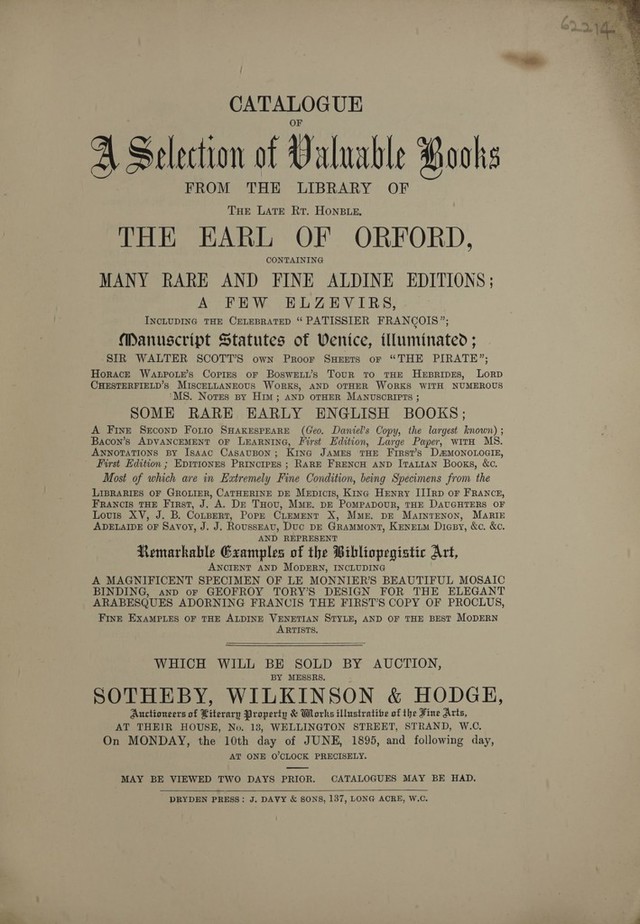 62214
CATALOGUE
OF
A Selection of Valuable Books
FROM THE LIBRARY OF
THE LATE RT. HONBLE.
THE EARL OF ORFORD,
CONTAINING
MANY RARE AND FINE ALDINE EDITIONS;
A FEW ELZEVIRS,
INCLUDING THE CELEBRATED "PATISSIER FRANÇOIS";
Manuscript Statutes of Venice, illuminated;
SIR WALTER SCOTT'S OWN PROOF SHEETS OF "THE PIRATE";
HORACE WALPOLE'S COPIES OF BOSWELL'S TOUR TO THE HEBRIDES, LORD
CHESTERFIELD'S MISCELLANEOUS WORKS, AND OTHER WORKS WITH NUMEROUS
MS. NOTES BY HIM; AND OTHER MANUSCRIPTS;
SOME RARE EARLY ENGLISH BOOKS;
A FINE SECOND FOLIO SHAKESPEARE (Geo. Daniel's Copy, the largest known);
BACON'S ADVANCEMENT OF LEARNING, First Edition, Large Paper, WITH MS.
ANNOTATIONS BY ISAAC CASAUBON; KING JAMES THE FIRST'S DÆMONOLOGIE,
First Edition; EDITIONES PRINCIPES; RARE FRENCH AND ITALIAN BOOKS, &C.
Most of which are in Extremely Fine Condition, being Specimens from the
LIBRARIES OF GROLIER, CATHERINE DE MEDICIS, KING HENRY IIIRD OF FRANCE,
FRANCIS THE FIRST, J. A. DE THOU, MME. DE POMPADOUR, THE DAUGHTERS OF
LOUIS XV, J. B. COLBERT, POPE CLEMENT X, MME. DE MAINTENON, MARIE
ADELAIDE OF SAVOY, J. J. ROUSSEAU, DUC DE GRAMMONT, KENELM DIGBY, &C. &C.
AND REPRESENT
Remarkable Examples of the Bibliopegistic Art,
ANCIENT AND MODERN, INCLUDING
A MAGNIFICENT SPECIMEN OF LE MONNIER'S BEAUTIFUL MOSAIC
BINDING, AND OF GEOFROY TORY'S DESIGN FOR THE ELEGANT
ARABESQUES ADORNING FRANCIS THE FIRST'S COPY OF PROCLUS,
FINE EXAMPLES OF THE ALDINE VENETIAN STYLE, AND OF THE BEST MODERN
ARTISTS.
WHICH WILL BE SOLD BY AUCTION,
BY MESSRS.
SOTHEBY, WILKINSON & HODGE,
Auctioneers of Literary Property & Works illustrative of the Fine Arts,
AT THEIR HOUSE, No. 13, WELLINGTON STREET, STRAND, W.C.
On MONDAY, the 10th day of JUNE, 1895, and following day,
AT ONE O'CLOCK PRECISELY.
MAY BE VIEWED TWO DAYS PRIOR. CATALOGUES MAY BE HAD.
DRYDEN PRESS: J. DAVY & SONS, 137, LONG ACRE, W.C.